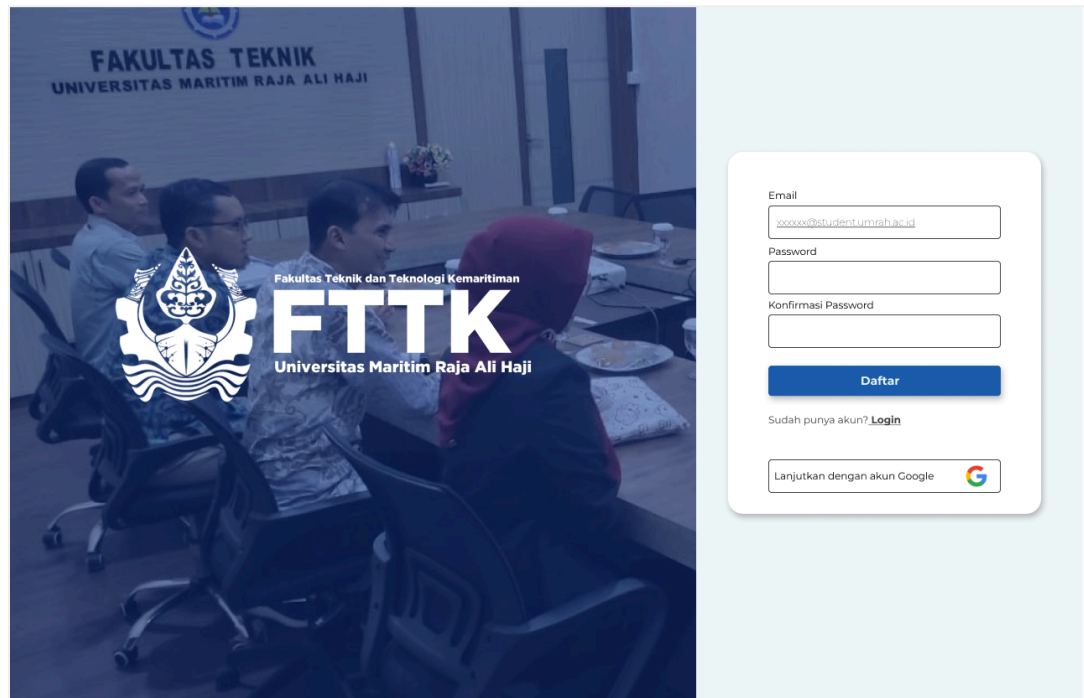 FAKULTAS TEKNIK
UNIVERSITAS MARITIM RAJA ALI HAJI
Fakultas Teknik dan Teknologi Kemaritiman
FTTK
Universitas Maritim Raja Ali Haji
Email
xxxxxx@student.umrah.ac.id
Password
Konfirmasi Password
Daftar
Sudah punya akun? Login
Lanjutkan dengan akun Google